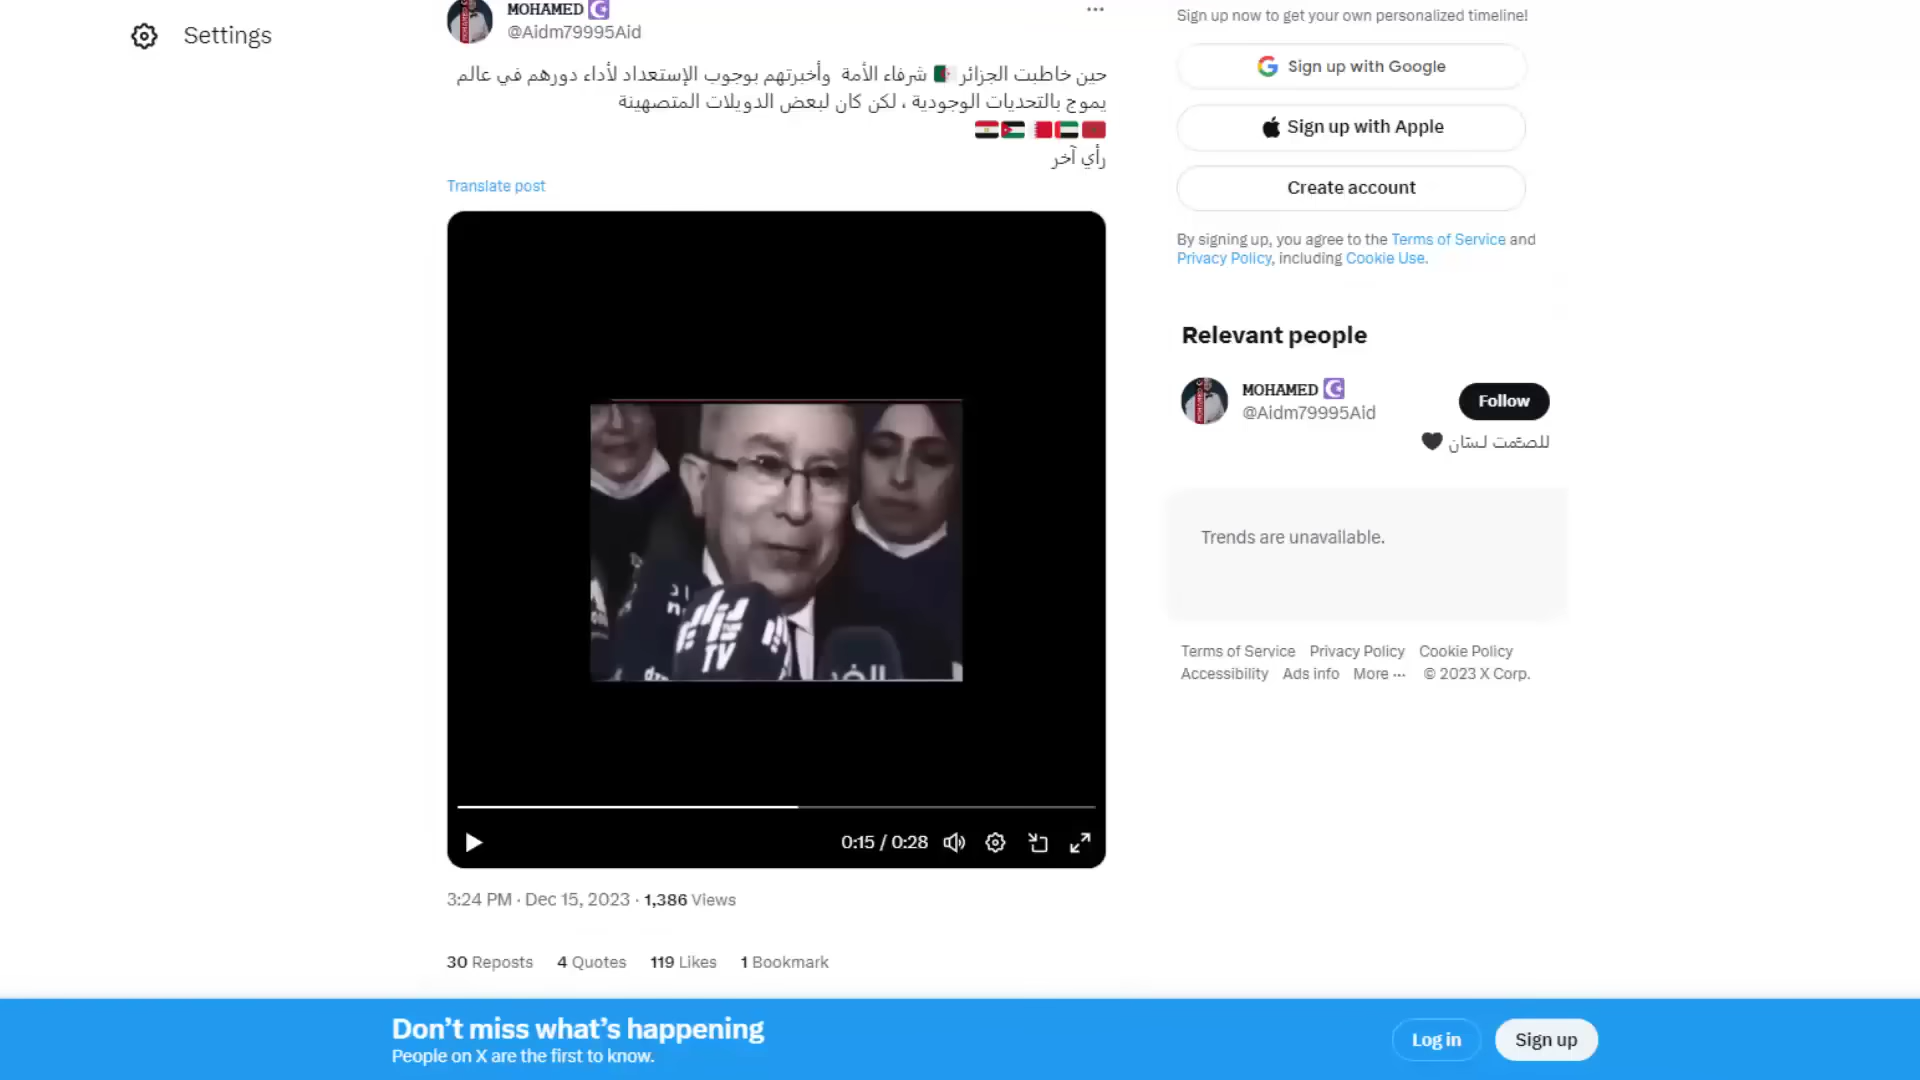 Settings
MOHAMED
@Aidm79995Aid
حين خاطبت الجزائر شرفاء الأمة وأخبرتهم بوجوب الإستعداد لأداء دورهم في عالم
يموج بالتحديات الوجودية ، لكن كان لبعض الدويلات المتصهينة
رأي آخر
Translate post
TV
0:15 / 0:28
3:24 PM · Dec 15, 2023 · 1,386 Views
30 Reposts 4 Quotes 119 Likes 1 Bookmark
Sign up now to get your own personalized timeline!
Sign up with Google
Sign up with Apple
Create account
By signing up, you agree to the Terms of Service and
Privacy Policy, including Cookie Use.
Relevant people
MOHAMED
@Aidm79995Aid
Follow
للصمت لسان
Trends are unavailable.
Terms of Service Privacy Policy Cookie Policy
Accessibility Ads info More ··· © 2023 X Corp.
Don’t miss what’s happening
People on X are the first to know.
Log in
Sign up